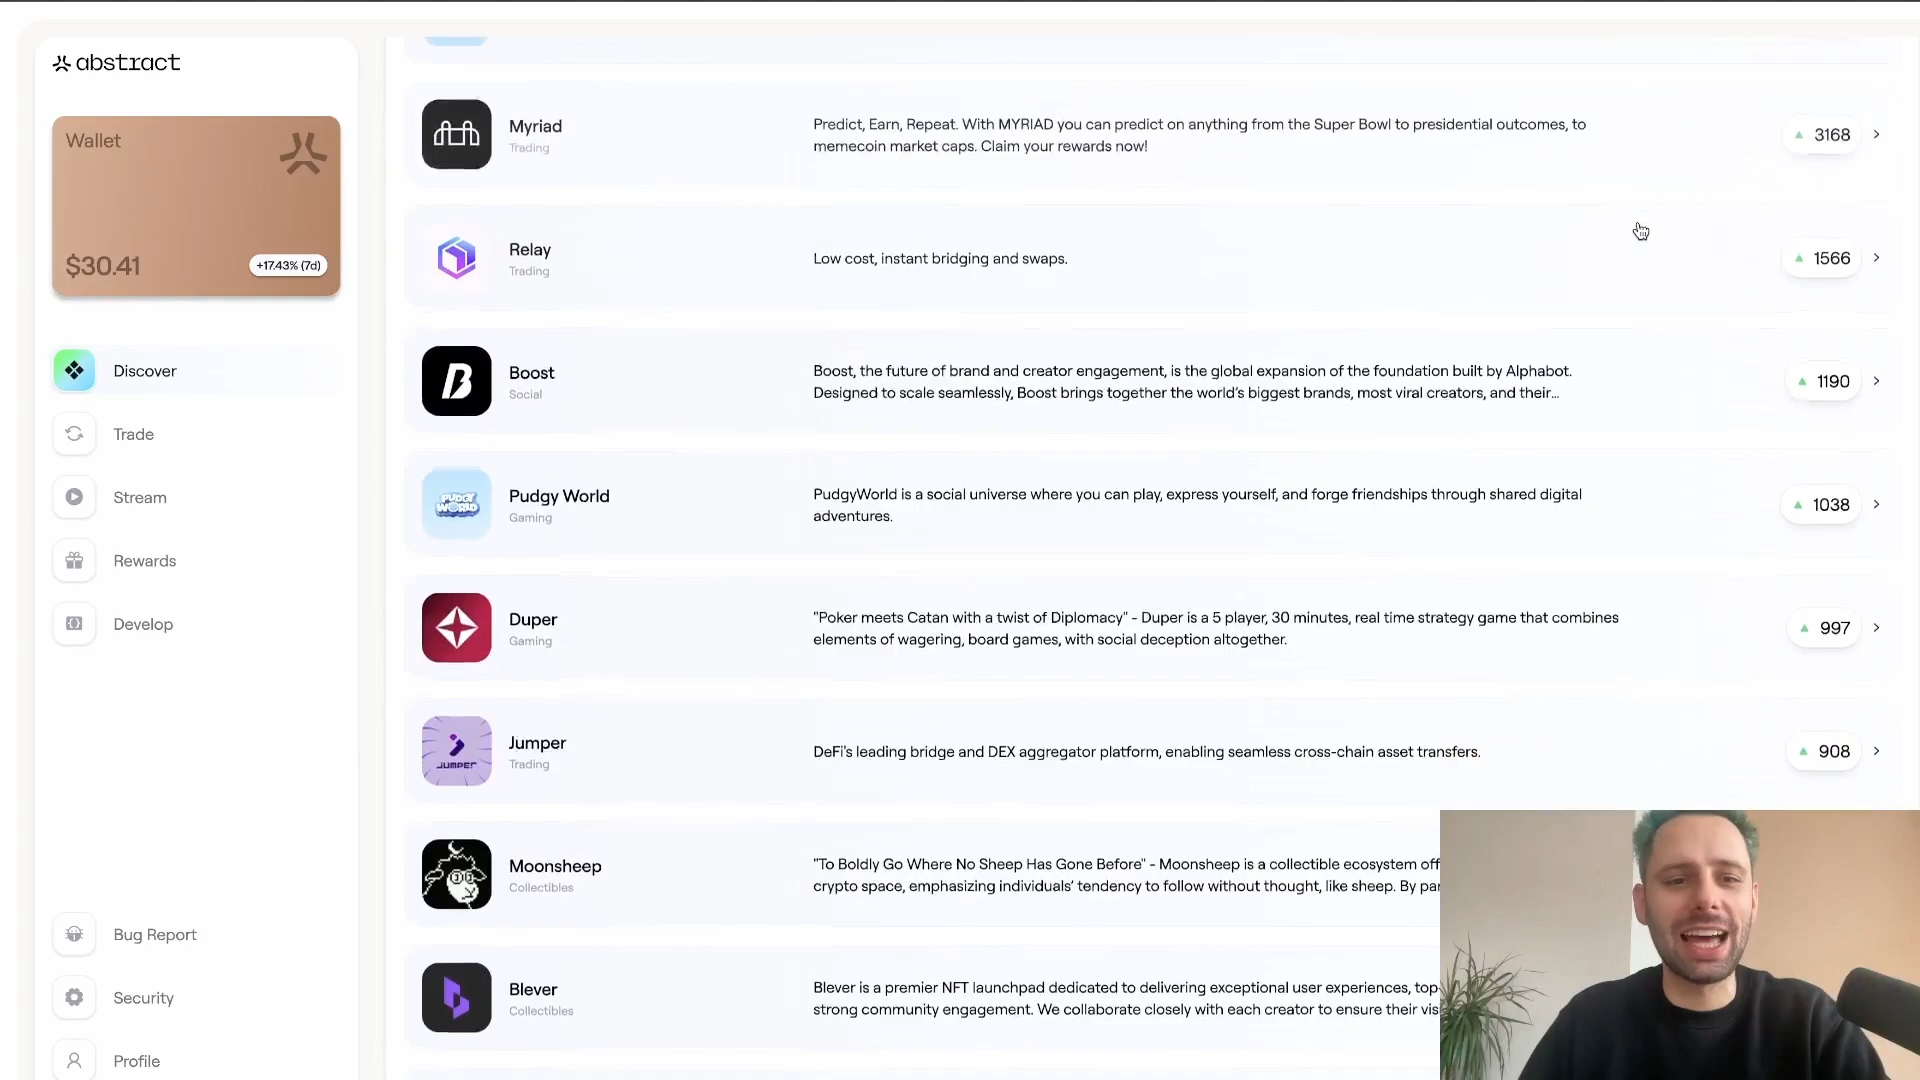 abstract
Wallet
$30.41
+17.43% (7d)
Discover
Trade
Stream
Rewards
Develop
Bug Report
Security
Profile
Myriad
Trading
Predict, Earn, Repeat. With MYRIAD you can predict on anything from the Super Bowl to presidential outcomes, to
memecoin market caps. Claim your rewards now!
3168
Relay
Trading
Low cost, instant bridging and swaps.
1566
Boost
Social
Boost, the future of brand and creator engagement, is the global expansion of the foundation built by Alphabot.
Designed to scale seamlessly, Boost brings together the world's biggest brands, most viral creators, and their...
1190
PUDGY
WORLD
Pudgy World
Gaming
PudgyWorld is a social universe where you can play, express yourself, and forge friendships through shared digital
adventures.
1038
Duper
Gaming
"Poker meets Catan with a twist of Diplomacy" - Duper is a 5 player, 30 minutes, real time strategy game that combines
elements of wagering, board games, with social deception altogether.
997
JUMPER
Jumper
Trading
DeFi's leading bridge and DEX aggregator platform, enabling seamless cross-chain asset transfers.
908
Moonsheep
Collectibles
"To Boldly Go Where No Sheep Has Gone Before" - Moonsheep is a collectible ecosystem off
crypto space, emphasizing individuals' tendency to follow without thought, like sheep. By par
Blever
Collectibles
Blever is a premier NFT launchpad dedicated to delivering exceptional user experiences, top-
strong community engagement. We collaborate closely with each creator to ensure their vis